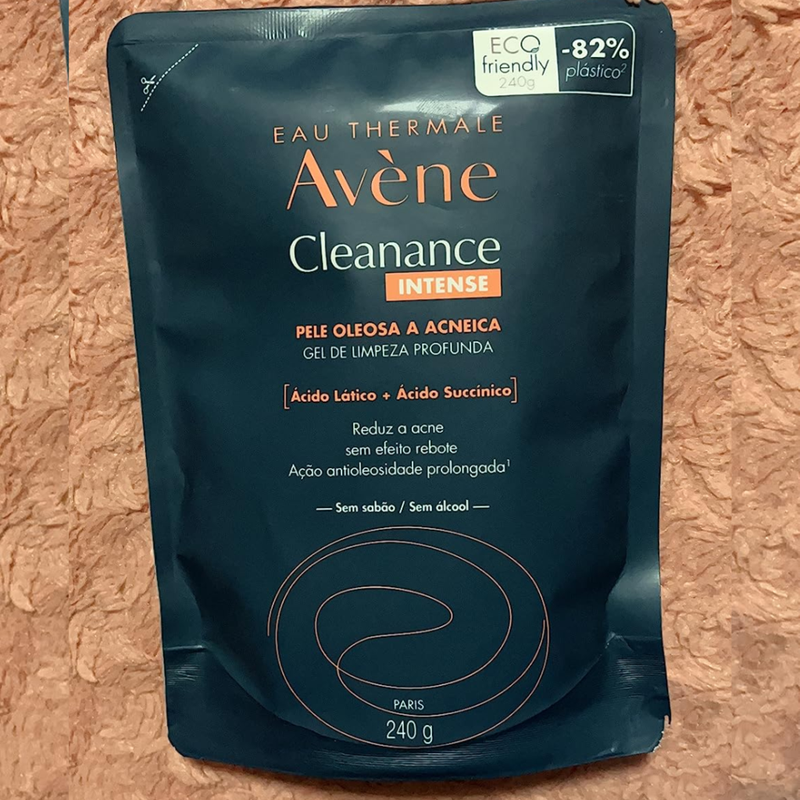 ECO
friendly
240g
-82%
plástico²
EAU THERMALE
Avène
Cleanance
INTENSE
PELE OLEOSA A ACNEICA
GEL DE LIMPEZA PROFUNDA
[Ácido Lático + Ácido Succínico]
Reduz a acne
sem efeito rebote
Ação antioleosidade prolongada¹
— Sem sabão / Sem álcool —
PARIS
240 g